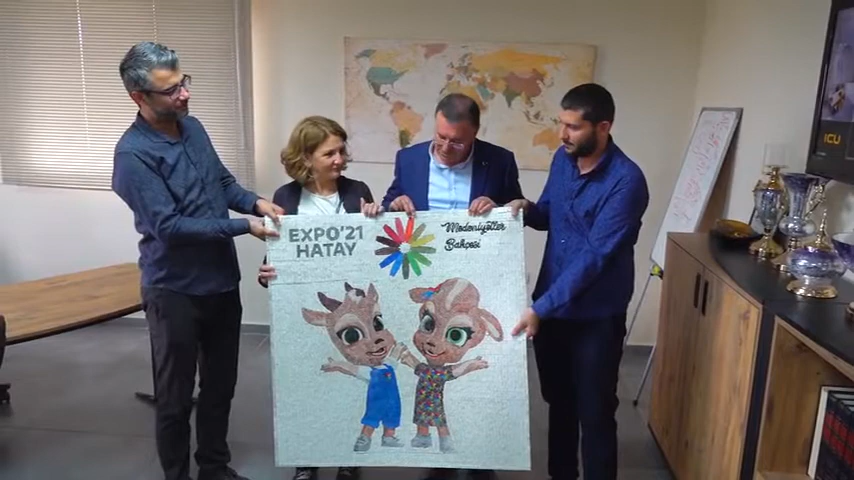 EXPO'21
HATAY
Medeniyetler
Bahçesi
ICU